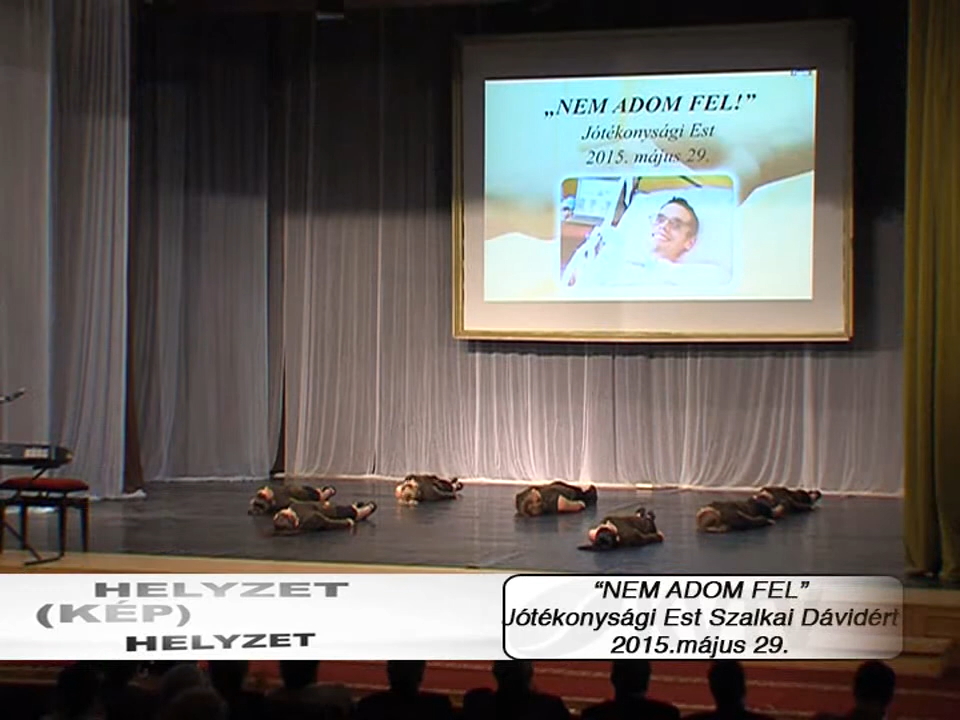 „NEM ADOM FEL!”
Jótékonysági Est
2015. május 29.
HELYZET
(KÉP)
HELYZET
“NEM ADOM FEL”
Jótékonysági Est Szalkai Dávidért
2015.május 29.